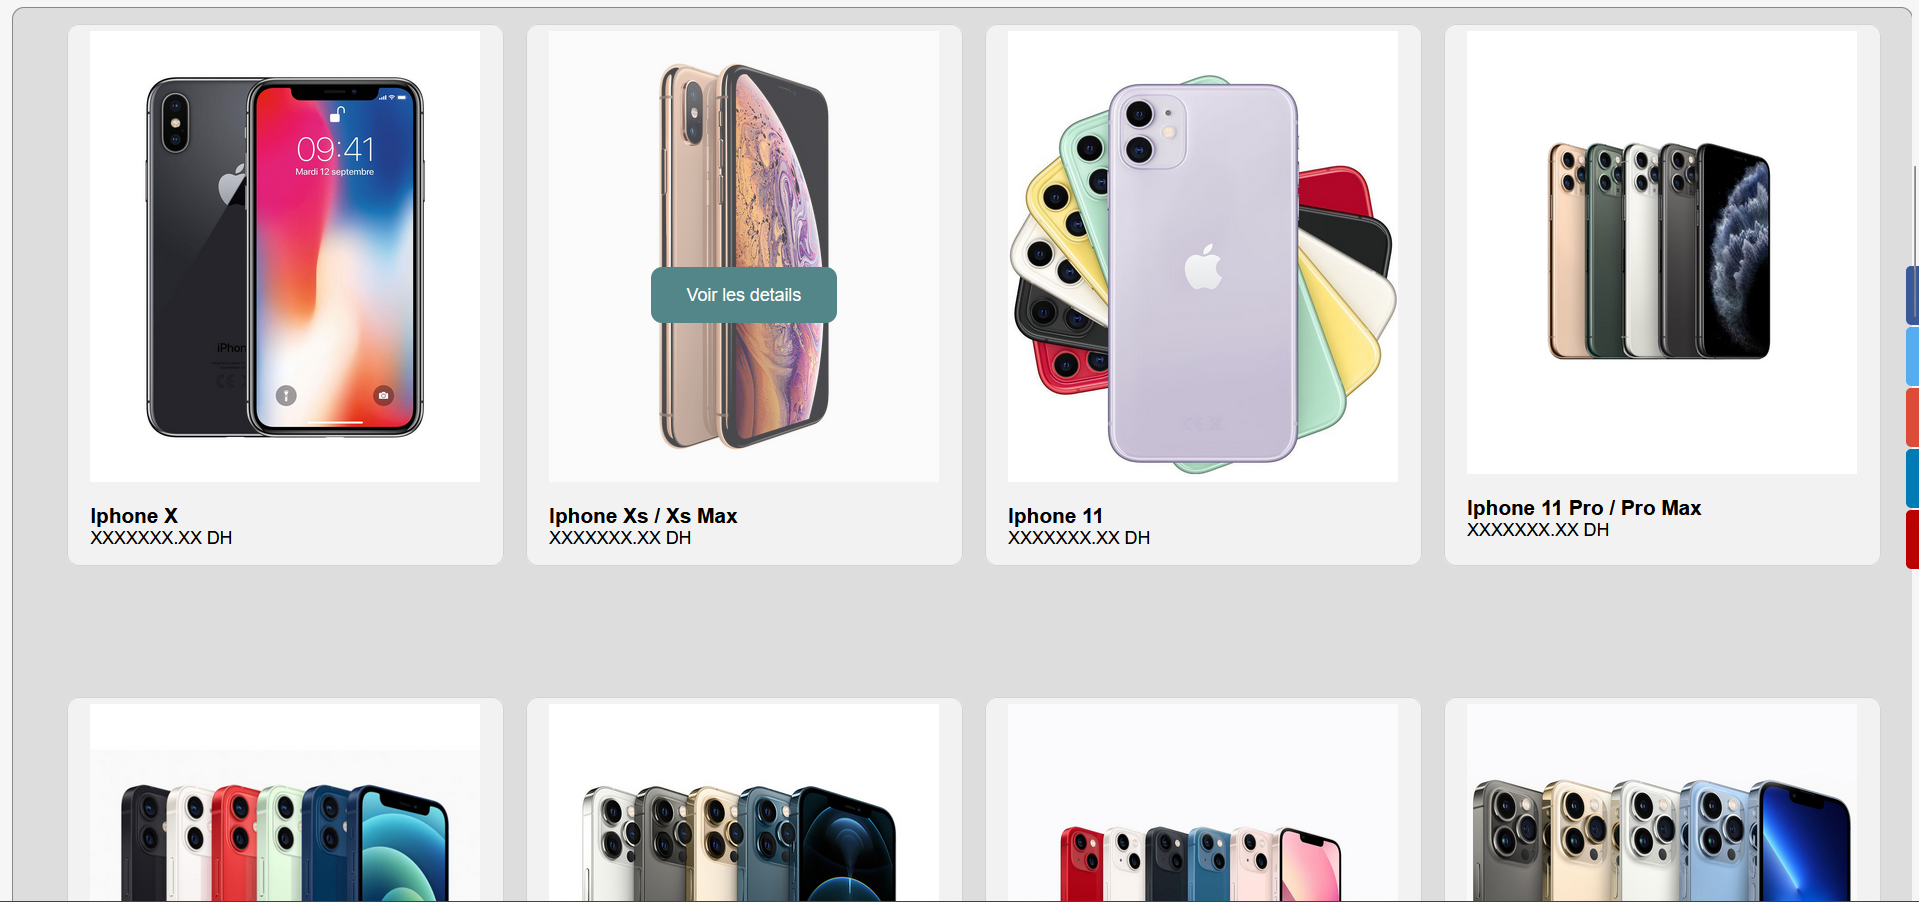 09:41
Mardi 12 septembre
iPhon
Voir les details
Iphone X
XXXXXXX.XX DH
Iphone Xs / Xs Max
XXXXXXX.XX DH
Iphone 11
XXXXXXX.XX DH
Iphone 11 Pro / Pro Max
XXXXXXX.XX DH